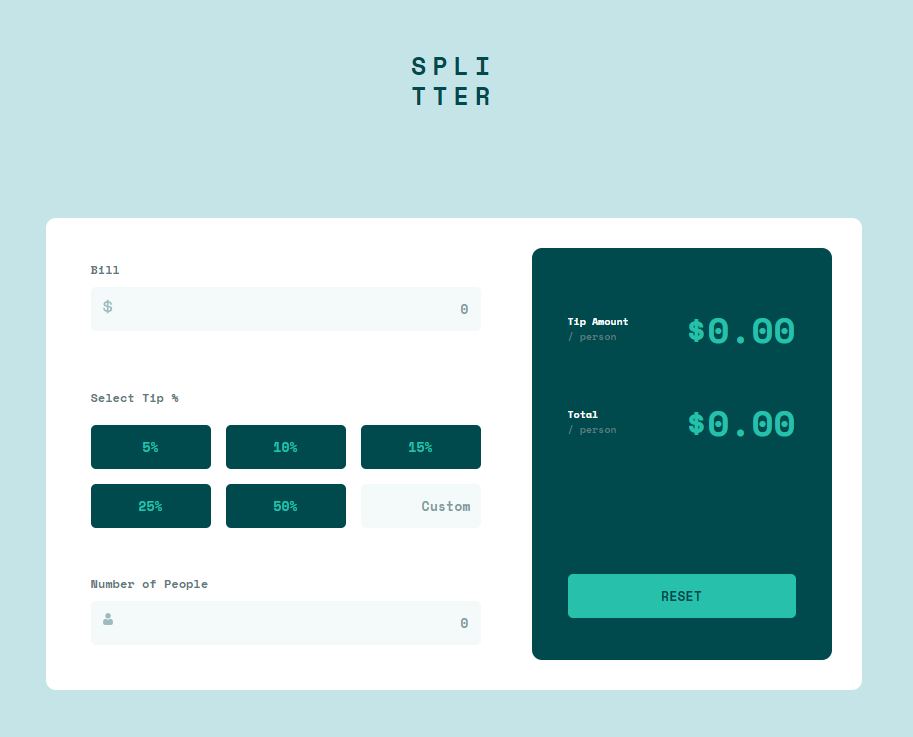 SPLI
TTER
Bill
$ 0
Select Tip %
5% 10% 15%
25% 50% Custom
Number of People
0
Tip Amount
/ person
$0.00
Total
/ person
$0.00
RESET